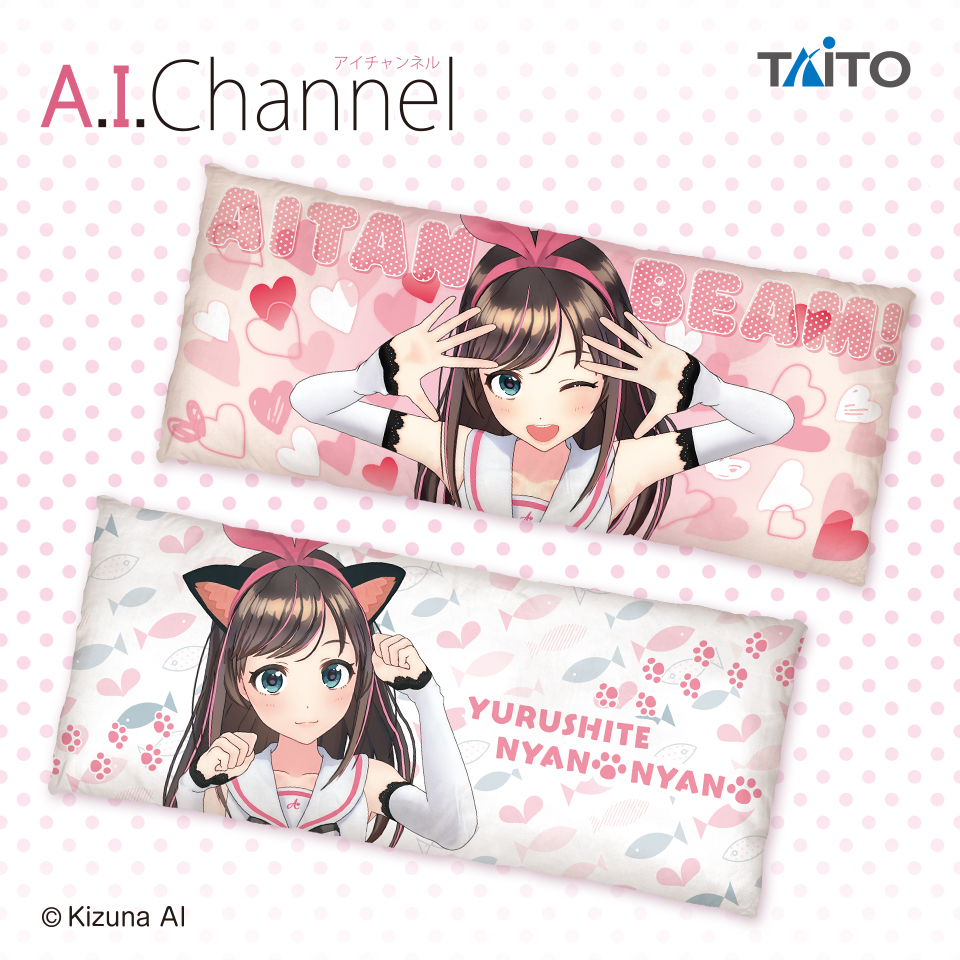 アイチャンネル
A.I.Channel
TAITO
AITAN BEAM!
YURUSHITE
NYAN NYAN
© Kizuna AI